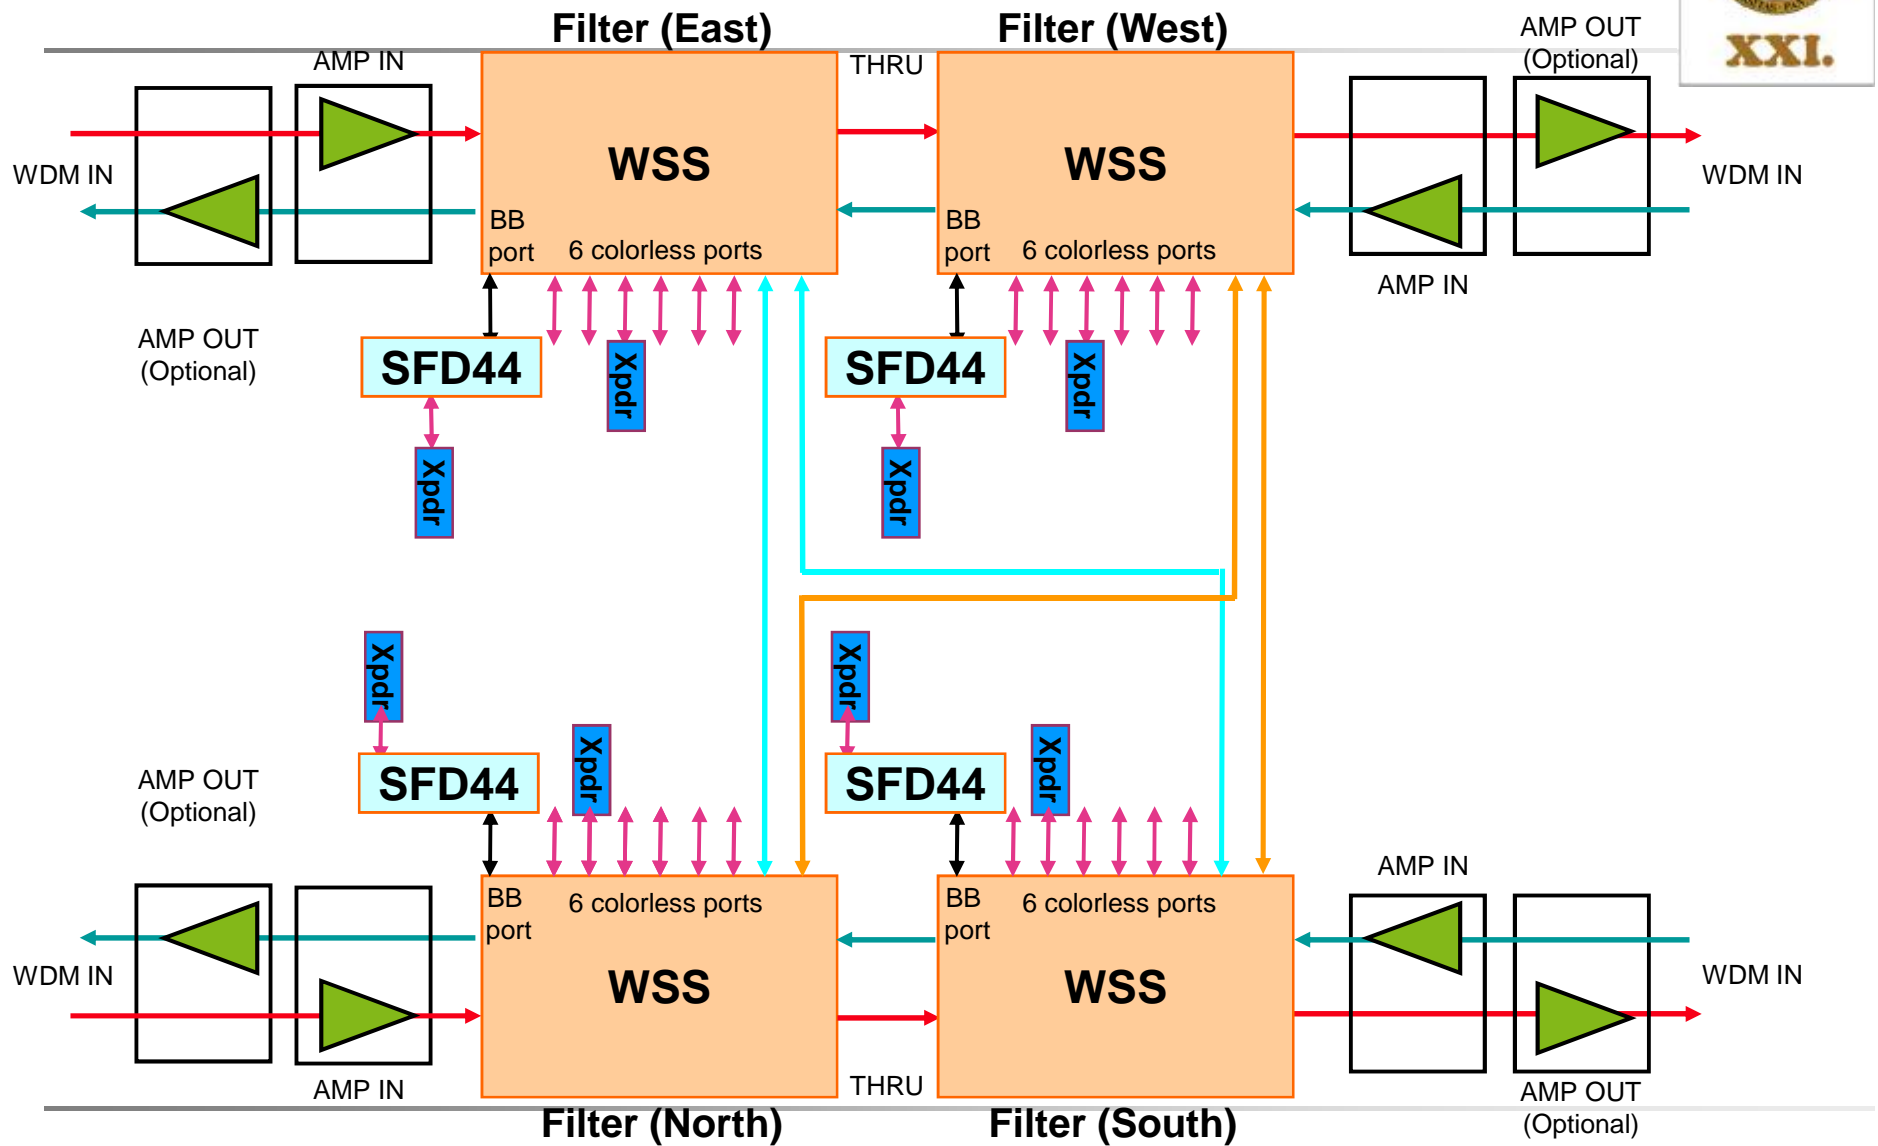 Filter (East)
Filter (West)
AMP OUT
(Optional)
XXI.
AMP IN
THRU
WSS
WSS
WDM IN
WDM IN
BB
port
6 colorless ports
BB
port
6 colorless ports
AMP IN
AMP OUT
(Optional)
SFD44
Xpdr
SFD44
Xpdr
Xpdr
Xpdr
Xpdr
Xpdr
Xpdr
Xpdr
AMP OUT
(Optional)
SFD44
SFD44
AMP IN
BB
port
6 colorless ports
BB
port
6 colorless ports
WDM IN
WSS
WSS
WDM IN
AMP IN
THRU
AMP OUT
(Optional)
Filter (North)
Filter (South)